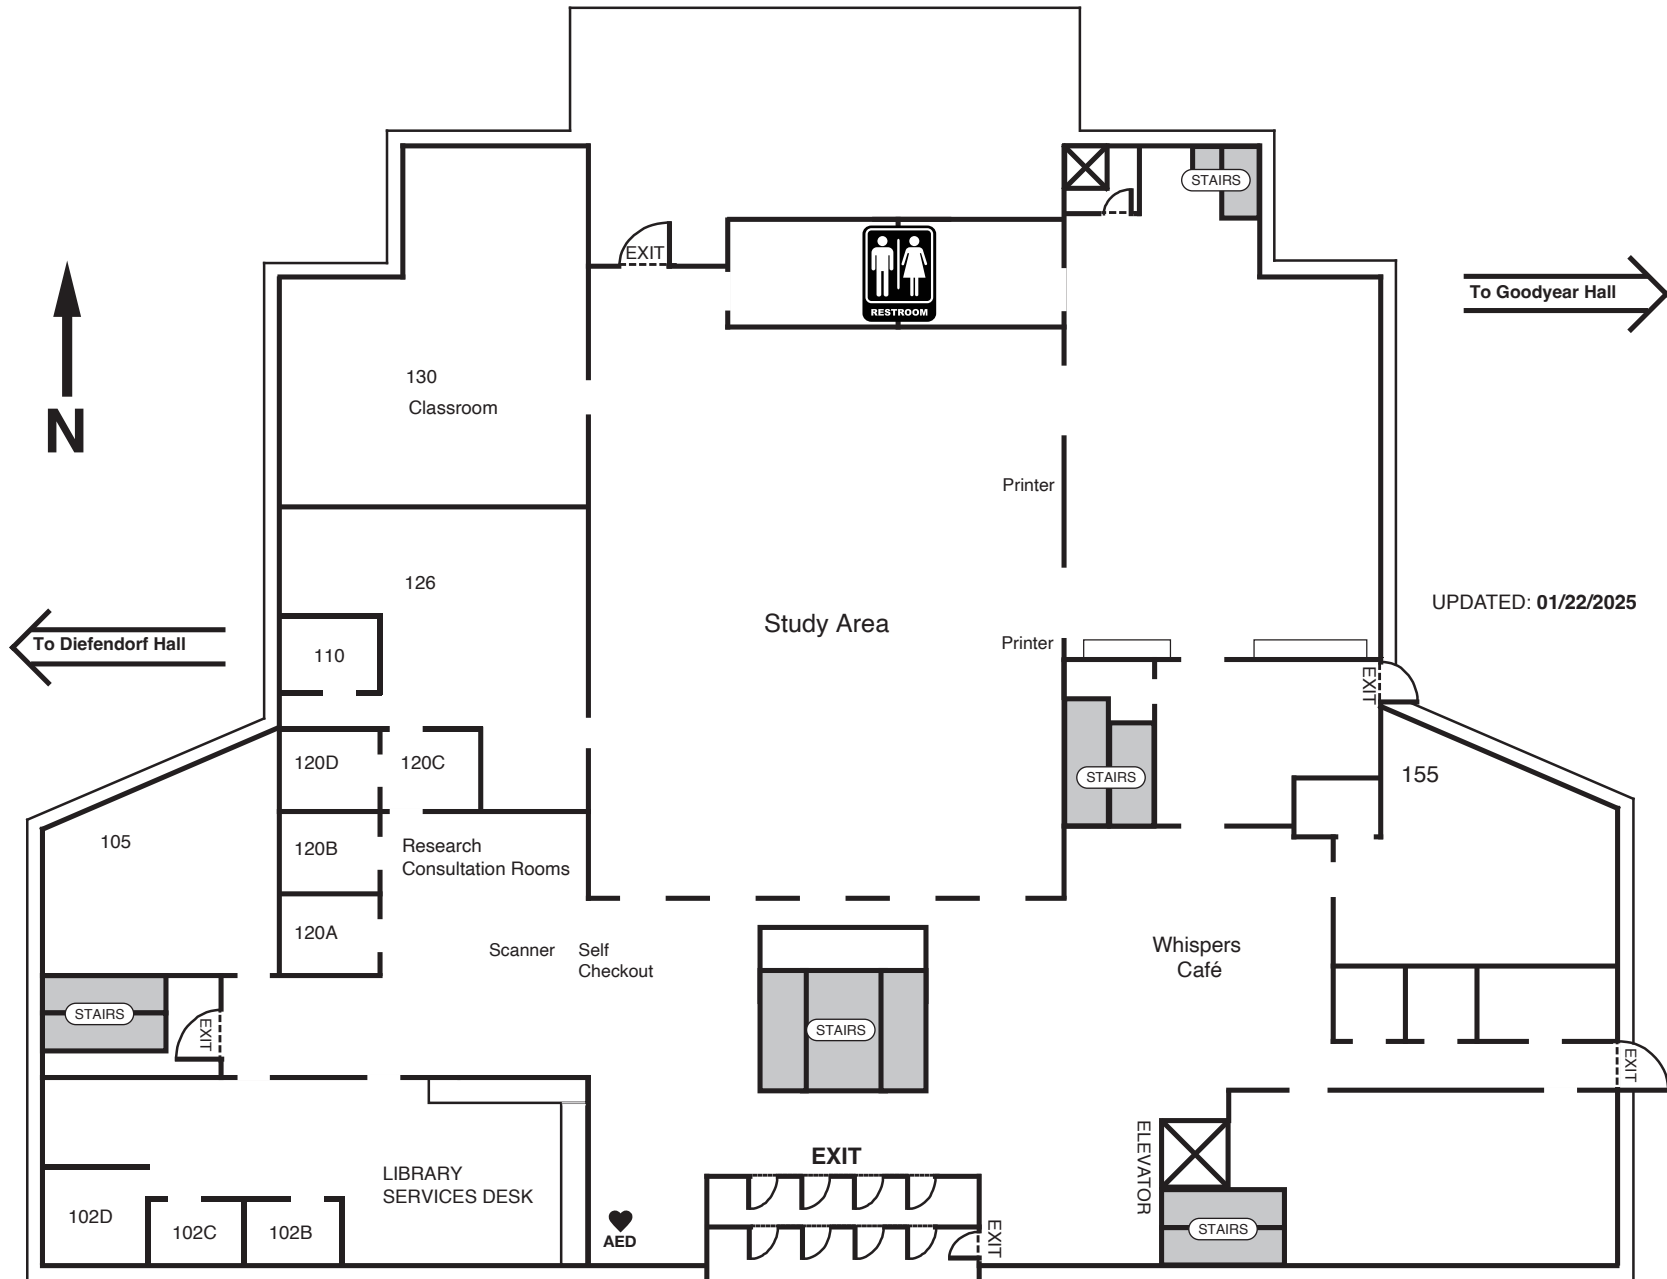 STAIRS
EXIT
RESTROOM
To Goodyear Hall
N
130
Classroom
Printer
126
UPDATED: 01/22/2025
Study Area
To Diefendorf Hall
110
Printer
EXIT
120D
120C
STAIRS
155
105
120B
Research
Consultation Rooms
120A
Scanner
Self
Checkout
Whispers
Café
STAIRS
EXIT
STAIRS
EXIT
EXIT
ELEVATOR
LIBRARY
SERVICES DESK
102D
102C
102B
AED
EXIT
STAIRS